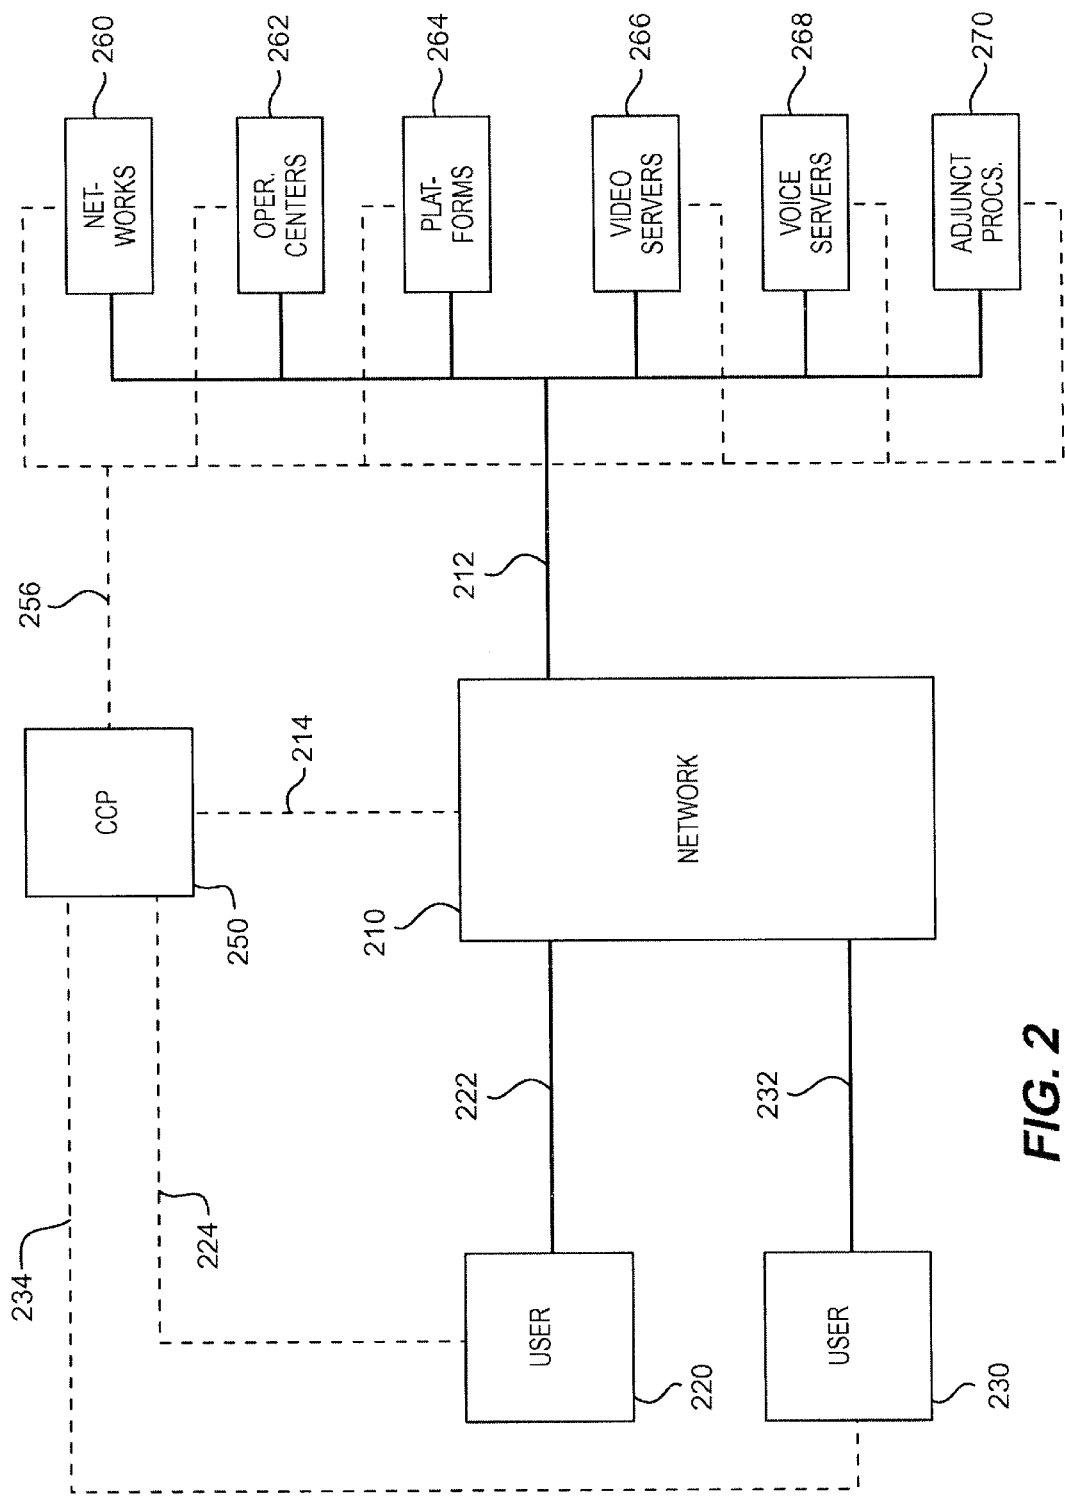 234
224
CCP
250
256
214
210
NETWORK
212
222
232
USER
220
USER
230
NET-
WORKS
260
OPER.
CENTERS
262
PLAT-
FORMS
264
VIDEO
SERVERS
266
VOICE
SERVERS
268
ADJUNCT
PROCS.
270
FIG. 2